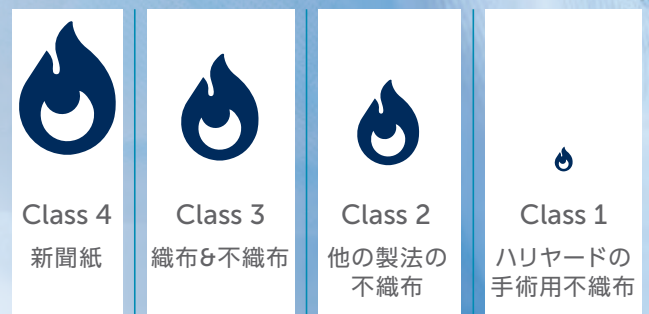 Class 4
新聞紙
Class 3
織布&不織布
Class 2
他の製法の
不織布
Class 1
ハリヤードの
手術用不織布